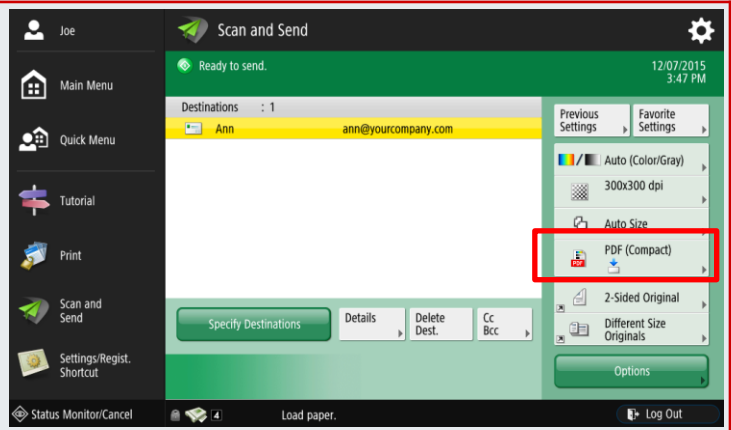 Joe
Scan and Send
Ready to send.
12/07/2015
3:47 PM
Main Menu
Quick Menu
Tutorial
Print
Scan and
Send
Settings/Regist.
Shortcut
Destinations : 1
Ann ann@yourcompany.com
Previous
Settings
Favorite
Settings
Auto (Color/Gray)
300x300 dpi
Auto Size
PDF
PDF (Compact)
2-Sided Original
Different Size
Originals
Specify Destinations
Details
Delete
Dest.
Cc
Bcc
Options
Status Monitor/Cancel
4
Load paper.
Log Out